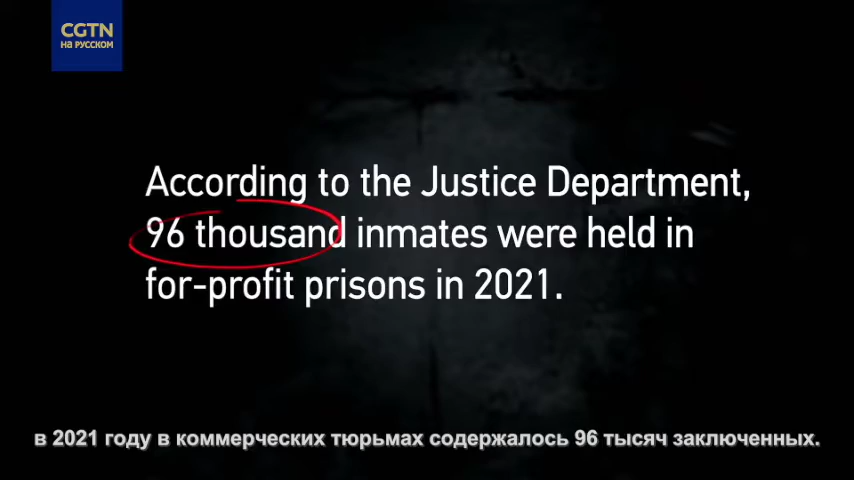 CGTN
НА РУССКОМ
According to the Justice Department,
96 thousand inmates were held in
for-profit prisons in 2021.
в 2021 году в коммерческих тюрьмах содержалось 96 тысяч заключенных.